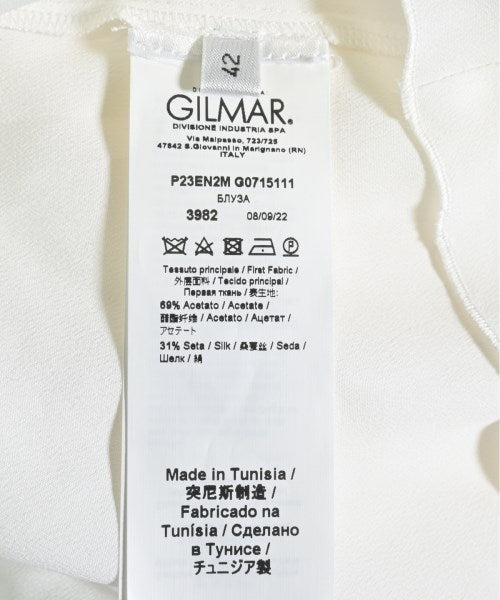 42
GILMAR®
DIVISIONE INDUSTRIA SPA
Via Malpasso, 723/725
47842 S.Giovanni in Marignano (RN)
ITALY
P23EN2M G0715111
БЛУЗА
3982 08/09/22
Tessuto principale / First Fabric /
外層面料 / Tecido principal /
Первая ткань / 表生地:
69% Acetato / Acetate /
醋酯纤维 / Acetato / Ацетат /
アセテート
31% Seta / Silk / 桑蚕丝 / Seda /
Шелк / 絹
Made in Tunisia /
突尼斯制造 /
Fabricado na
Tunísia / Сделано
в Тунисе /
チュニジア製